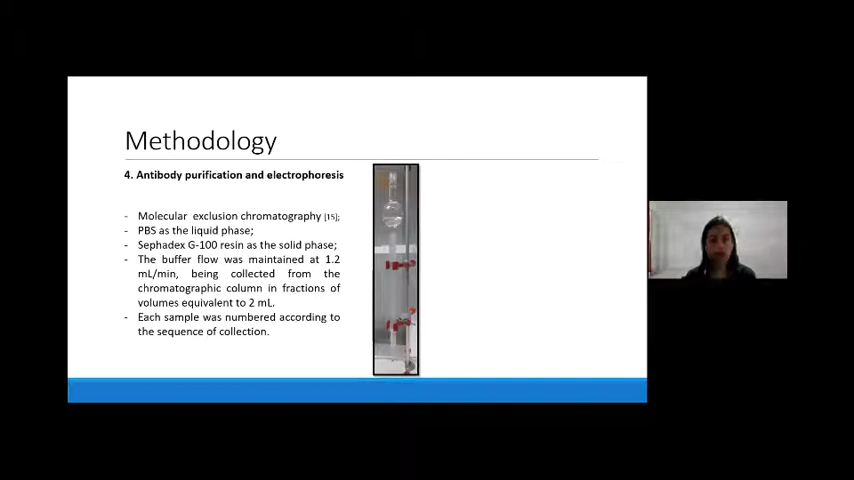 Methodology
4. Antibody purification and electrophoresis
- Molecular exclusion chromatography [15];
- PBS as the liquid phase;
- Sephadex G-100 resin as the solid phase;
- The buffer flow was maintained at 1.2
mL/min, being collected from the
chromatographic column in fractions of
volumes equivalent to 2 mL.
- Each sample was numbered according to
the sequence of collection.